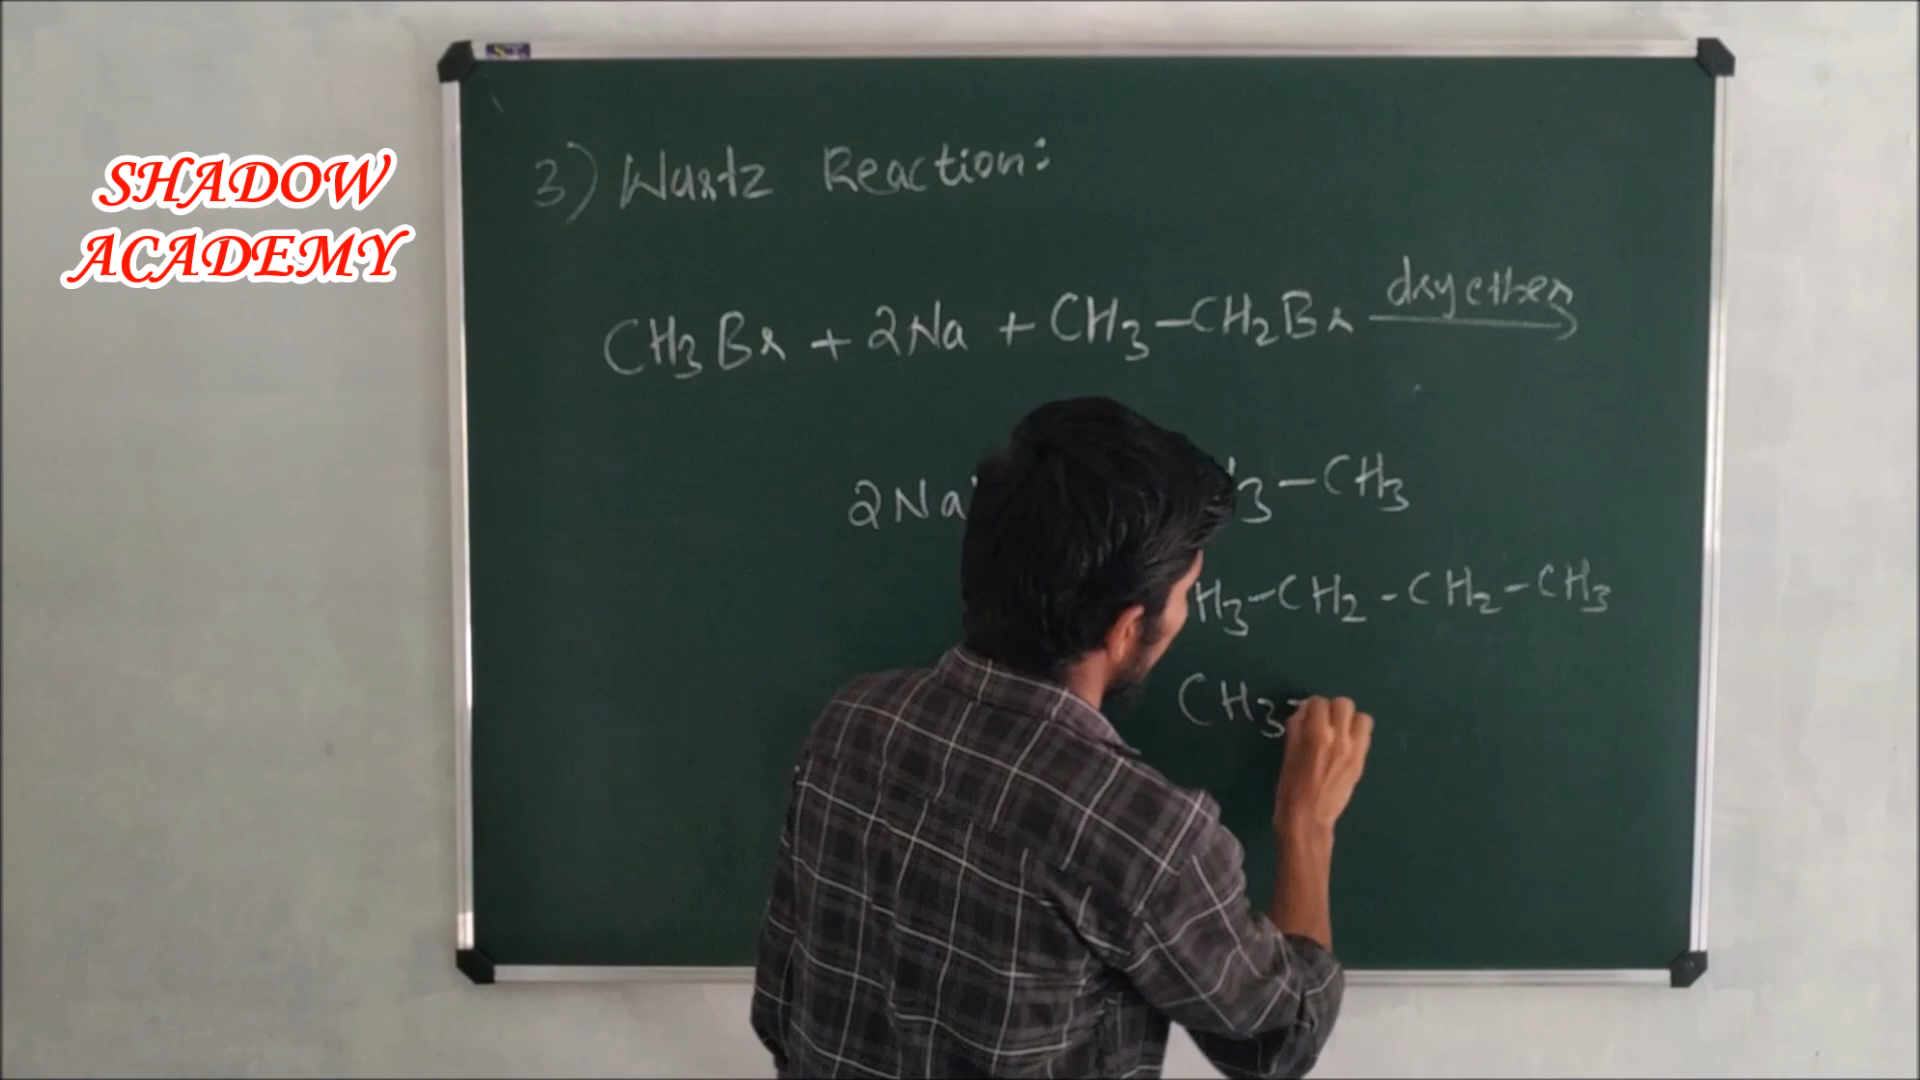 SHADOW
ACADEMY
3) Wurtz Reaction:
CH3Br + 2Na + CH3-CH2Br dry ether
2Na 3-CH3
H3-CH2-CH2-CH3
CH3-